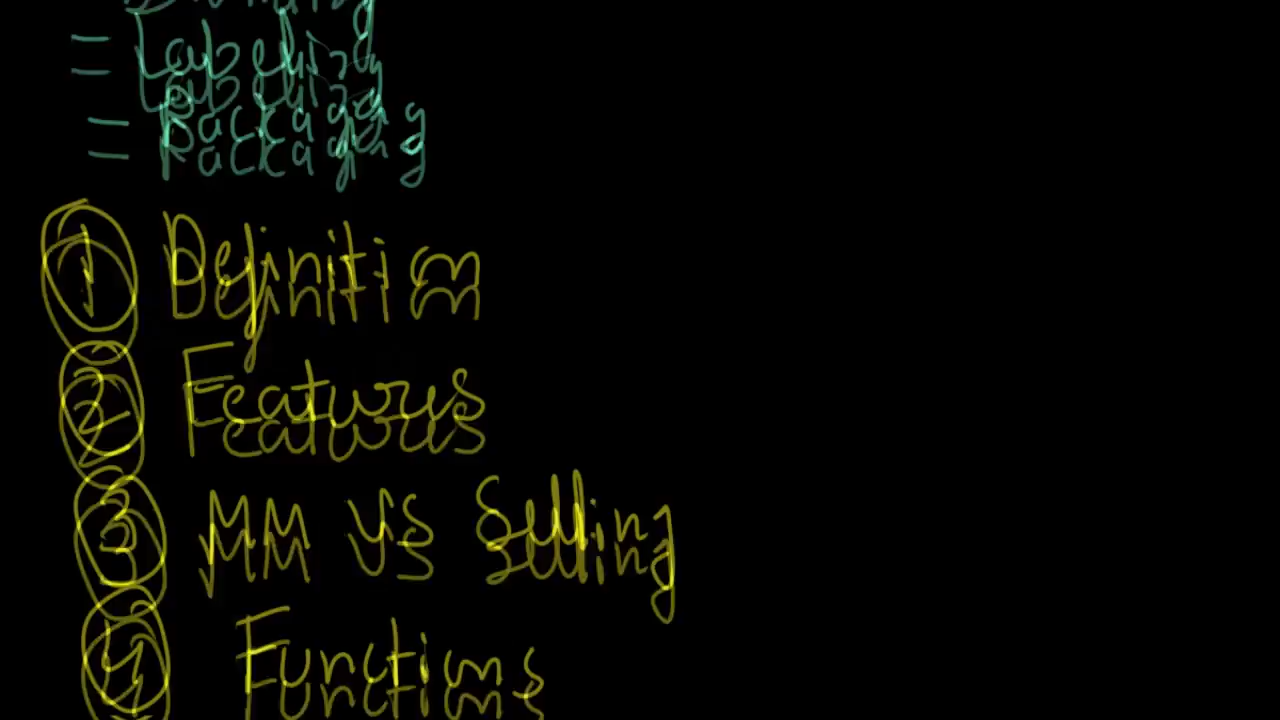 = Labelling
= Packaging
① Definition
② Features
③ MM VS Selling
④ Functions